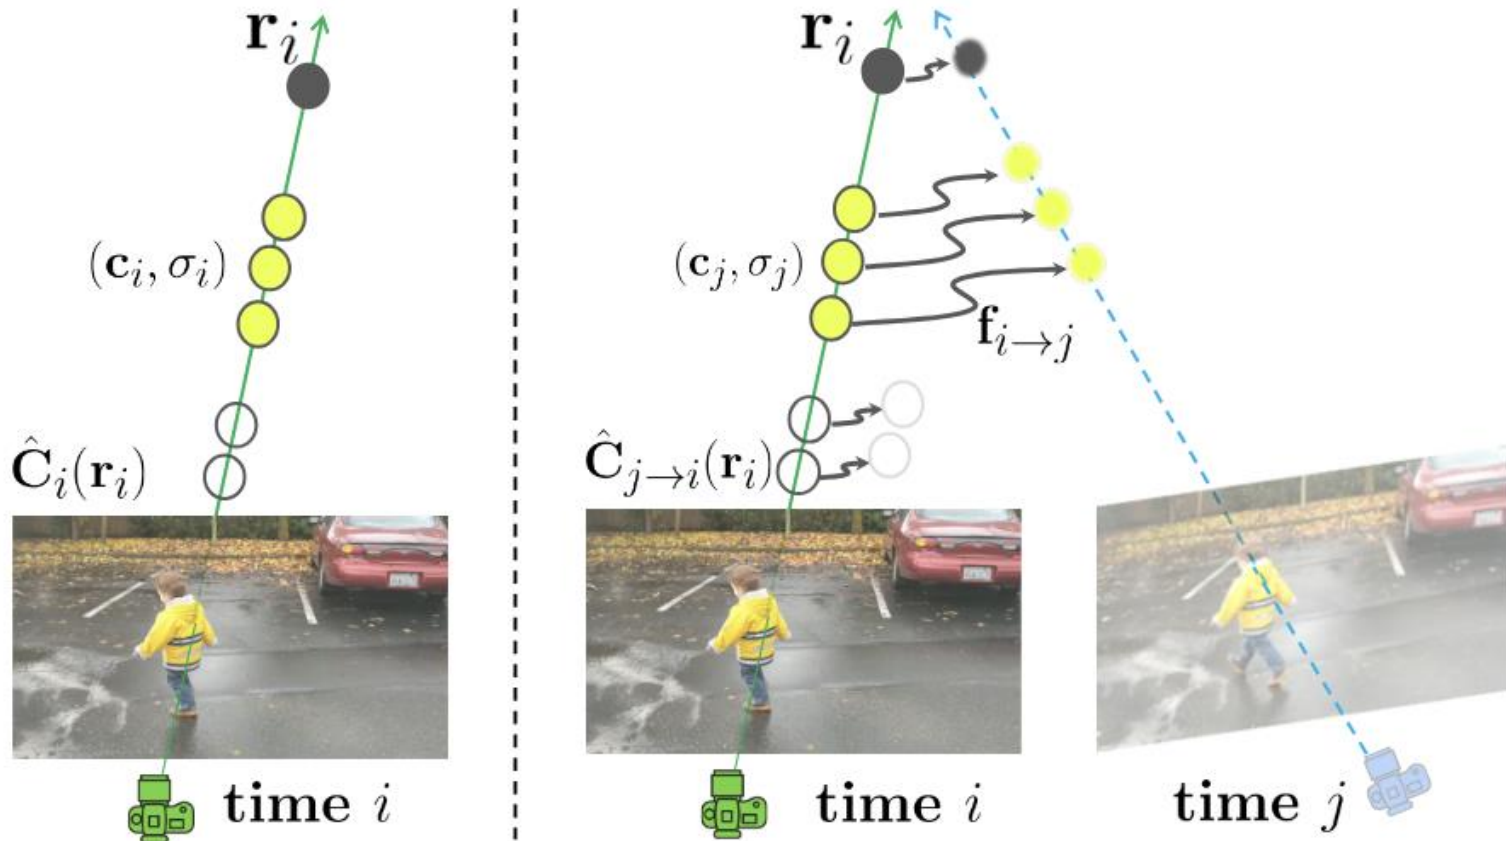 r_i
(c_i, σ_i)
Ĉ_i(r_i)
time i
r_i
(c_j, σ_j)
f_{i→j}
Ĉ_{j→i}(r_i)
time i
time j